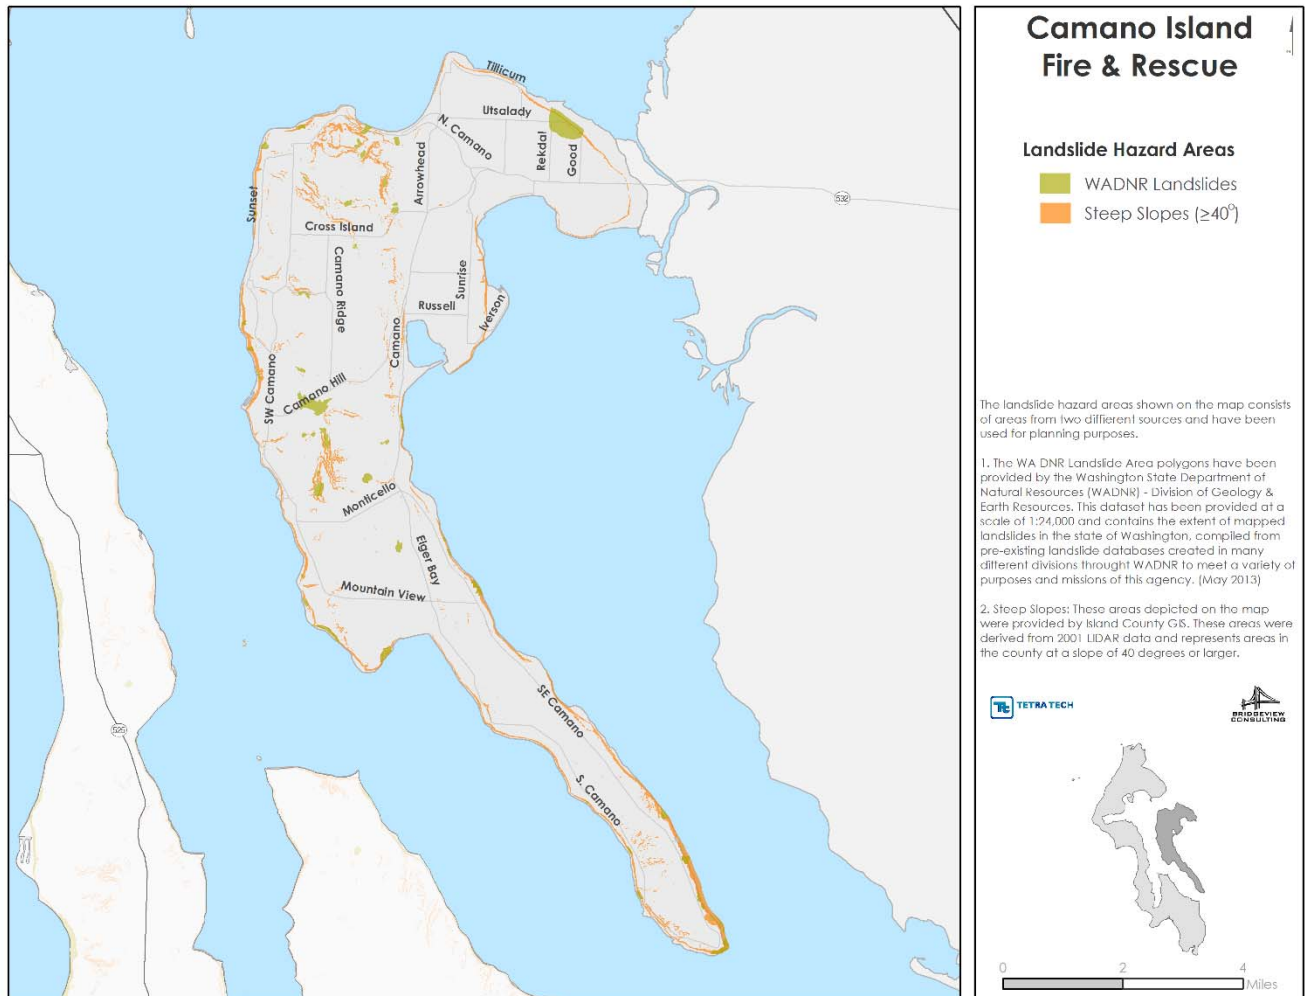 Camano Island
Fire & Rescue
Landslide Hazard Areas
WADNR Landslides
Steep Slopes (≥40°)
The landslide hazard areas shown on the map consists
of areas from two different sources and have been
used for planning purposes.
1. The WA DNR Landslide Area polygons have been
provided by the Washington State Department of
Natural Resources (WADNR) - Division of Geology &
Earth Resources. This dataset has been provided at a
scale of 1:24,000 and contains the extent of mapped
landslides in the state of Washington, compiled from
pre-existing landslide databases created in many
different divisions throught WADNR to meet a variety of
purposes and missions of this agency. (May 2013)
2. Steep Slopes: These areas depicted on the map
were provided by Island County GIS. These areas were
derived from 2001 LIDAR data and represents areas in
the county at a slope of 40 degrees or larger.
TETRA TECH
BRIDGEVIEW
CONSULTING
0 2 4
Miles
Tillicum
Utsalady
N. Camano
Rekdal
Good
Arrowhead
Sunset
532
Cross Island
Camano Ridge
Sunrise
Russell
Iverson
Camano
SW Camano
Camano Hill
Monticello
Elger Bay
Mountain View
SE Camano
S. Camano
525